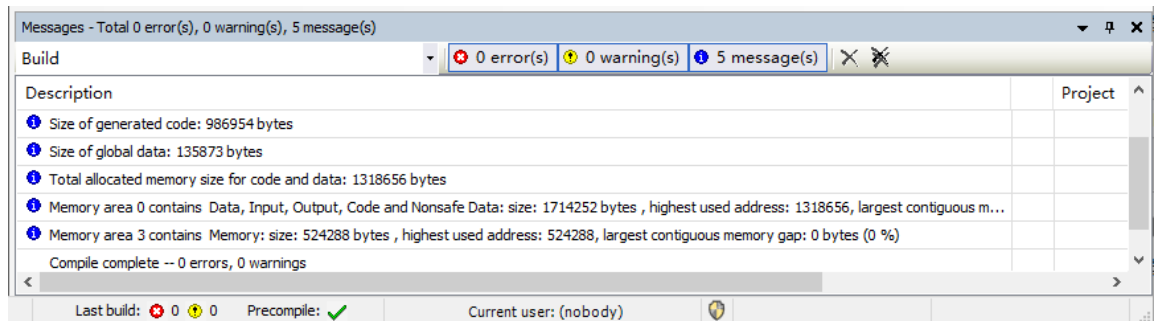 Messages - Total 0 error(s), 0 warning(s), 5 message(s)
Build 0 error(s) 0 warning(s) 5 message(s)
Description Project
Size of generated code: 986954 bytes
Size of global data: 135873 bytes
Total allocated memory size for code and data: 1318656 bytes
Memory area 0 contains Data, Input, Output, Code and Nonsafe Data: size: 1714252 bytes , highest used address: 1318656, largest contiguous m...
Memory area 3 contains Memory: size: 524288 bytes , highest used address: 524288, largest contiguous memory gap: 0 bytes (0 %)
Compile complete -- 0 errors, 0 warnings
Last build: 0 0 Precompile: Current user: (nobody)